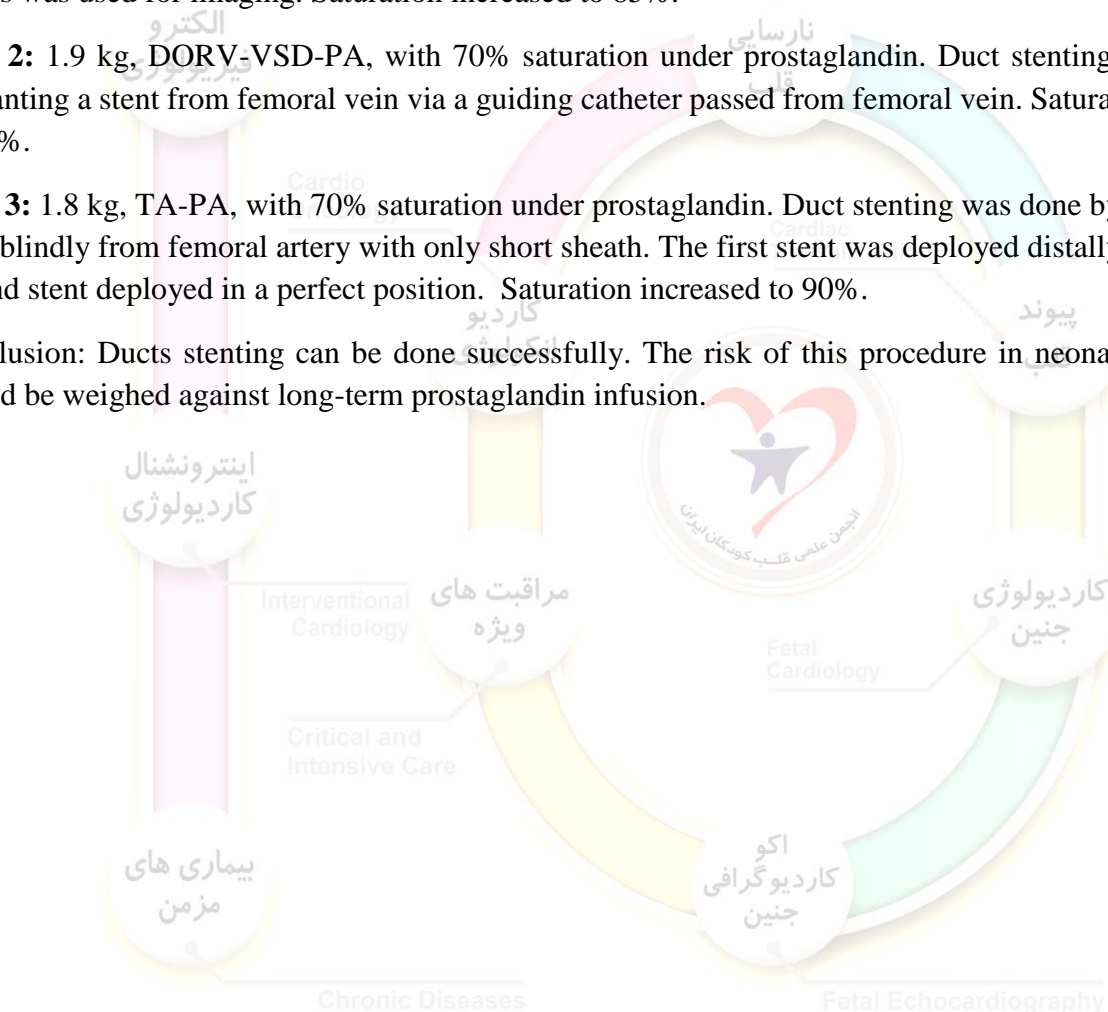 was used for imaging. Saturation increased to 85%.
2: 1.9 kg, DORV-VSD-PA, with 70% saturation under prostaglandin. Duct stenting
anting a stent from femoral vein via a guiding catheter passed from femoral vein. Satura
%.
3: 1.8 kg, TA-PA, with 70% saturation under prostaglandin. Duct stenting was done by
blindly from femoral artery with only short sheath. The first stent was deployed distally
nd stent deployed in a perfect position. Saturation increased to 90%.
lusion: Ducts stenting can be done successfully. The risk of this procedure in neona
d be weighed against long-term prostaglandin infusion.
الکترو
فیزیولوژی
نارسایی
قلب
Cardio
Cardiac
پیوند
قلب
کاردیو
انکولوژی
اینترونشنال
کاردیولوژی
انجمن علمی قلب کودکان ایران
Interventional
Cardiology
مراقبت های
ویژه
کاردیولوژی
جنین
Fetal
Cardiology
Critical and
Intensive Care
بیماری های
مزمن
اکو
کاردیوگرافی
جنین
Chronic Diseases
Fetal Echocardiography